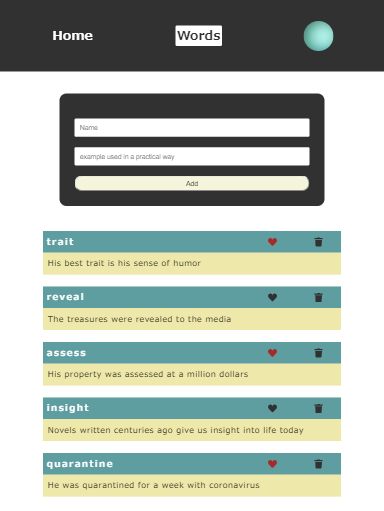 Home
Words
Name
example used in a practical way
Add
trait
His best trait is his sense of humor
reveal
The treasures were revealed to the media
assess
His property was assessed at a million dollars
insight
Novels written centuries ago give us insight into life today
quarantine
He was quarantined for a week with coronavirus